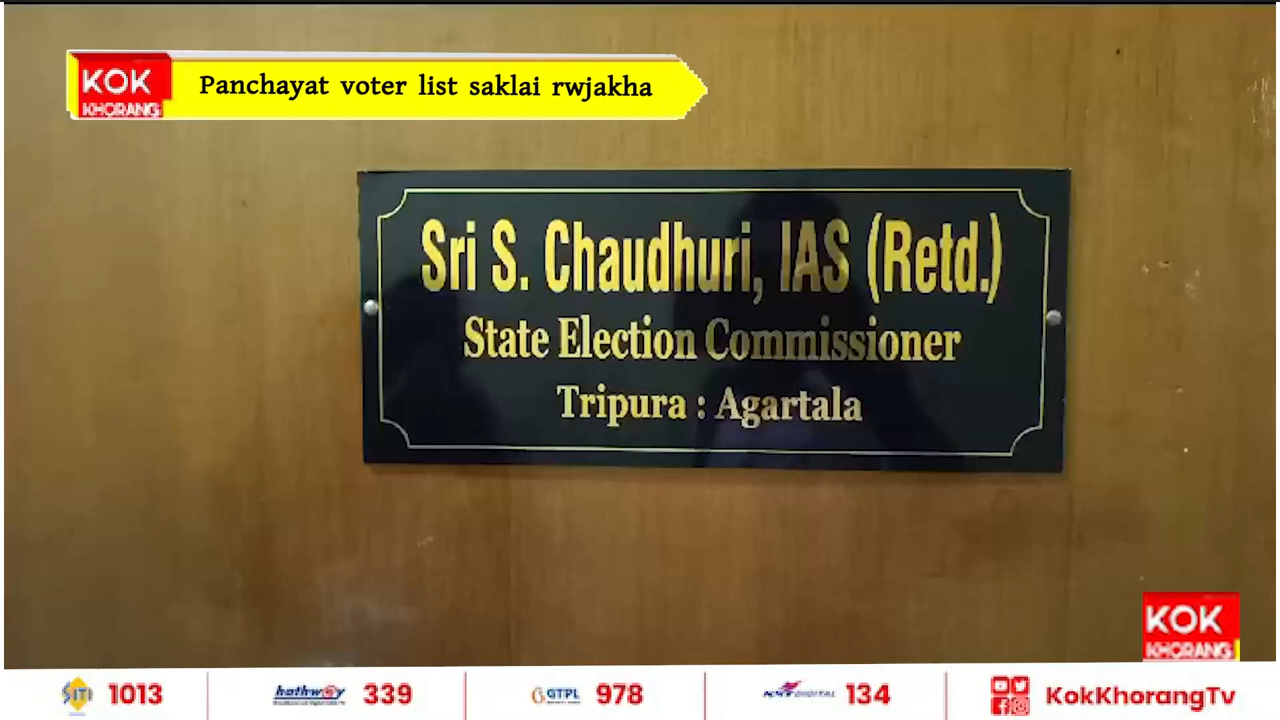 KOK
KHORANG
Panchayat voter list saklai rwjakha
Sri S. Chaudhuri, IAS (Retd.)
State Election Commissioner
Tripura : Agartala
KOK
KHORANG
SITI 1013
hathway 339
GTPL 978
134
KokKhorangTv